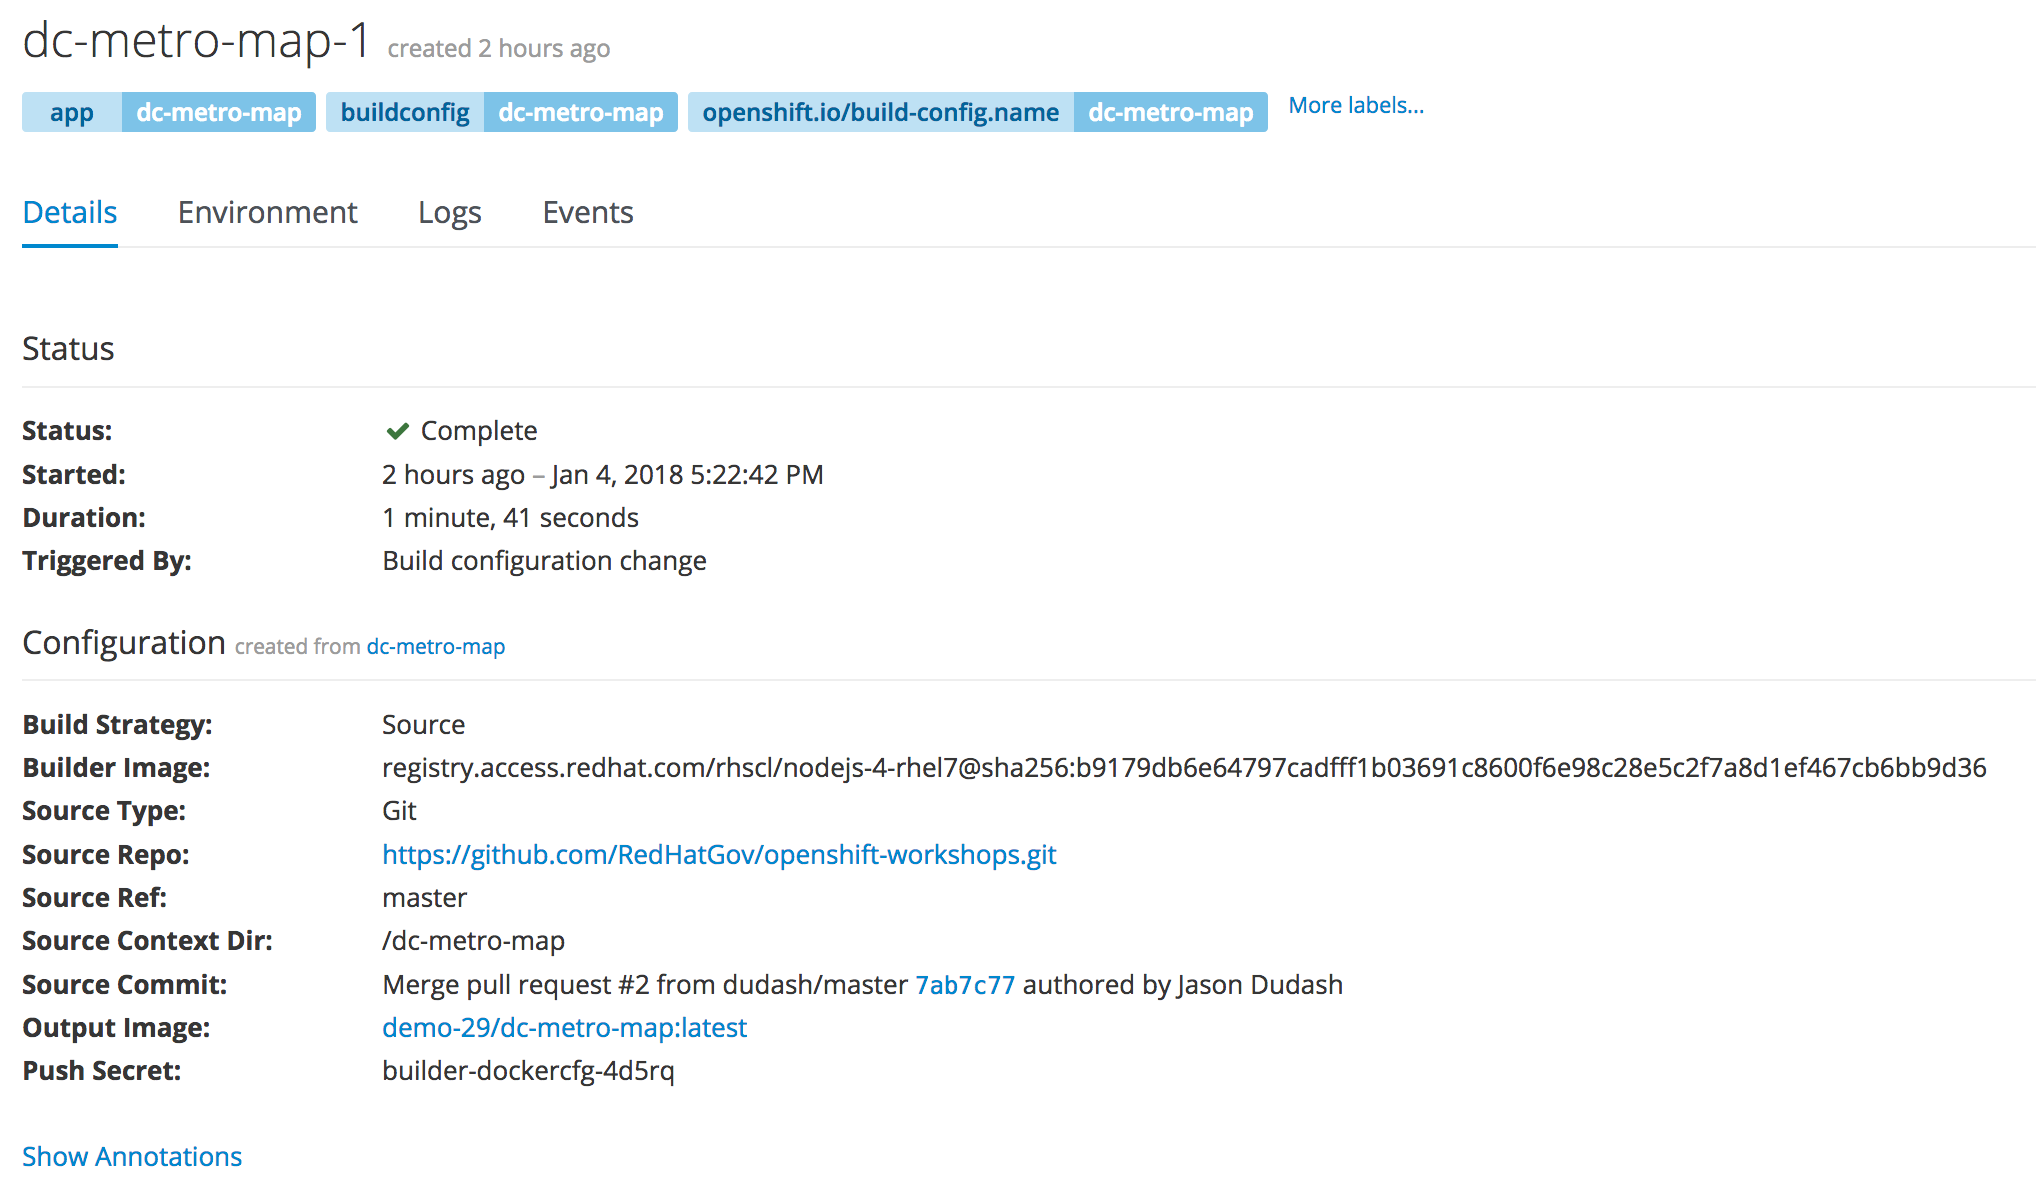 dc-metro-map-1 created 2 hours ago
app dc-metro-map buildconfig dc-metro-map openshift.io/build-config.name dc-metro-map More labels...
Details Environment Logs Events
Status
Status: Complete
Started: 2 hours ago – Jan 4, 2018 5:22:42 PM
Duration: 1 minute, 41 seconds
Triggered By: Build configuration change
Configuration created from dc-metro-map
Build Strategy: Source
Builder Image: registry.access.redhat.com/rhscl/nodejs-4-rhel7@sha256:b9179db6e64797cadfff1b03691c8600f6e98c28e5c2f7a8d1ef467cb6bb9d36
Source Type: Git
Source Repo: https://github.com/RedHatGov/openshift-workshops.git
Source Ref: master
Source Context Dir: /dc-metro-map
Source Commit: Merge pull request #2 from dudash/master 7ab7c77 authored by Jason Dudash
Output Image: demo-29/dc-metro-map:latest
Push Secret: builder-dockercfg-4d5rq
Show Annotations